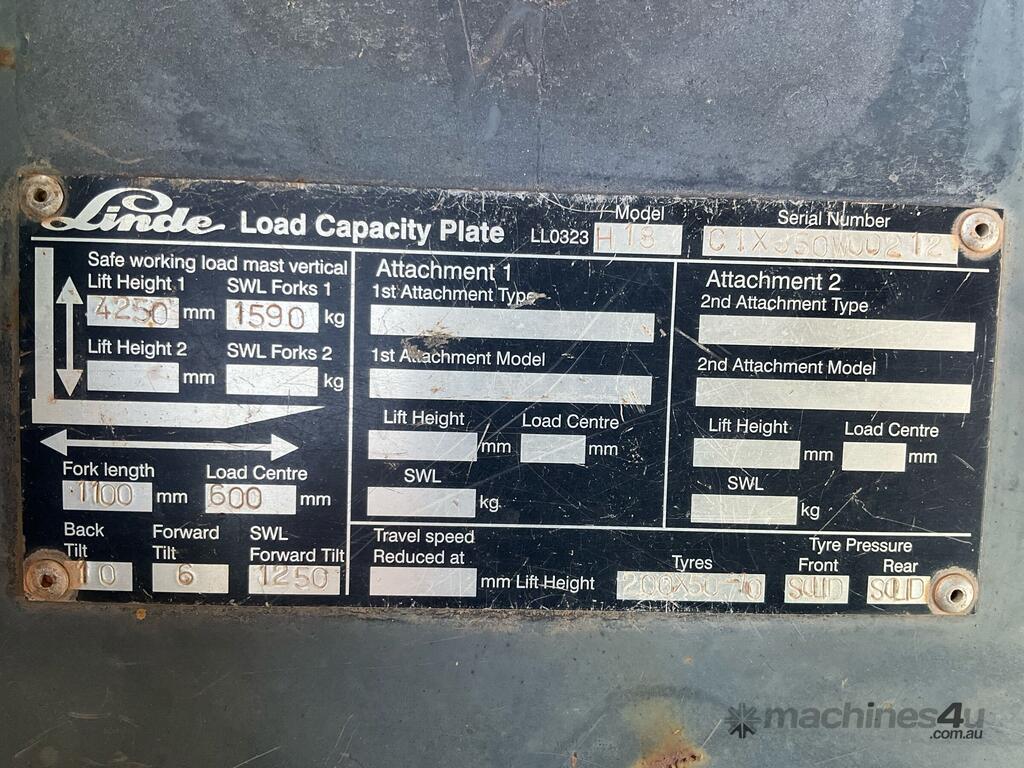 Linde Load Capacity Plate LL0323 Model H18 Serial Number
Safe working load mast vertical
Lift Height 1 4250 mm SWL Forks 1 1590 kg
Lift Height 2 mm SWL Forks 2 kg
Fork length 1100 mm Load Centre 600 mm
Back Tilt 10 Forward Tilt 6 SWL Forward Tilt 1250
Attachment 1
1st Attachment Type
1st Attachment Model
Lift Height mm Load Centre mm
SWL kg
Attachment 2
2nd Attachment Type
2nd Attachment Model
Lift Height mm Load Centre mm
SWL kg
Travel speed
Reduced at mm Lift Height
Tyres 200X50-10
Tyre Pressure
Front SOLID Rear SOLID
machines4u
.com.au